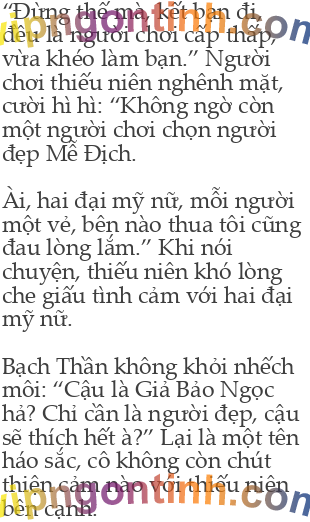 “Đừng thế mà, kết bạn đi,
đều là người chơi cấp thấp,
vừa khéo làm bạn.” Người
chơi thiếu niên nghênh mặt,
cười hì hì: “Không ngờ còn
một người chơi chọn người
đẹp Mễ Địch.
Ài, hai đại mỹ nữ, mỗi người
một vẻ, bên nào thua tôi cũng
đau lòng lắm.” Khi nói
chuyện, thiếu niên khó lòng
che giấu tình cảm với hai đại
mỹ nữ.
Bạch Thần không khỏi nhếch
môi: “Cậu là Giả Bảo Ngọc
hả? Chỉ cần là người đẹp, cậu
sẽ thích hết à?” Lại là một tên
háo sắc, cô không còn chút
thiện cảm nào với thiếu niên
bên cạnh.
vipngontinh.com
vipngontinh.com